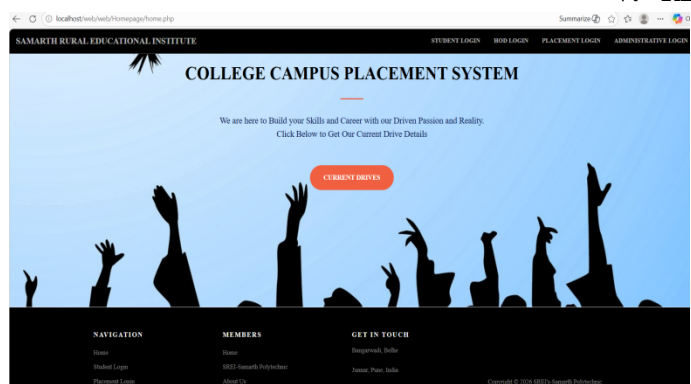 localhost/web/web/Homepage/home.php
Summarize
SAMARTH RURAL EDUCATIONAL INSTITUTE
STUDENT LOGIN HOD LOGIN PLACEMENT LOGIN ADMINISTRATIVE LOGIN
COLLEGE CAMPUS PLACEMENT SYSTEM
We are here to Build your Skills and Career with our Driven Passion and Reality.
Click Below to Get Our Current Drive Details
CURRENT DRIVES
NAVIGATION MEMBERS GET IN TOUCH
Home Home Bangarwadi, Belhe
Student Login SREI-Samarth Polytechnic Junnar, Pune, India
Placement Login About Us Copyright © 2026 SREI's Samarth Polytechnic